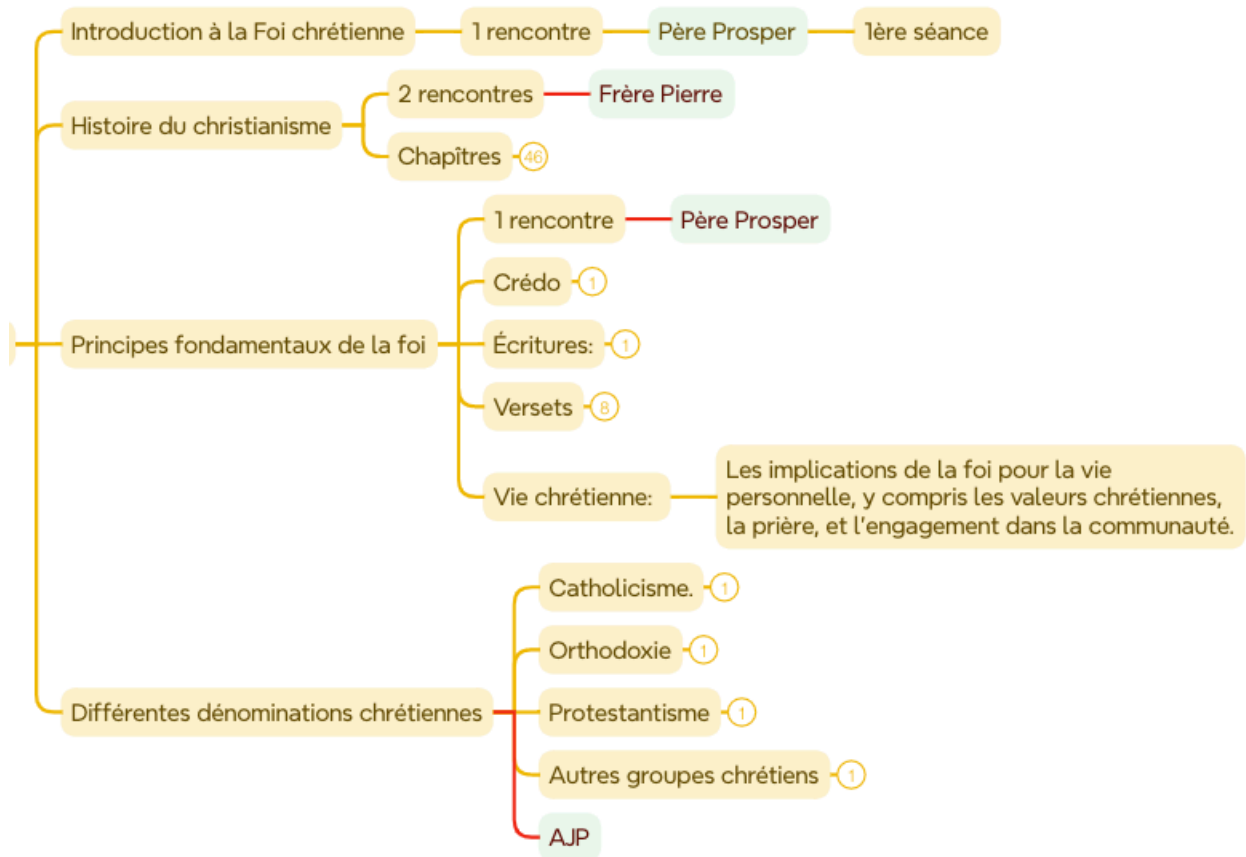 Introduction à la Foi chrétienne
1 rencontre
Père Prosper
1ère séance
Histoire du christianisme
2 rencontres
Frère Pierre
Chapîtres
46
Principes fondamentaux de la foi
1 rencontre
Père Prosper
Crédo
1
Écritures:
1
Versets
8
Vie chrétienne:
Les implications de la foi pour la vie
personnelle, y compris les valeurs chrétiennes,
la prière, et l'engagement dans la communauté.
Différentes dénominations chrétiennes
Catholicisme.
1
Orthodoxie
1
Protestantisme
1
Autres groupes chrétiens
1
AJP